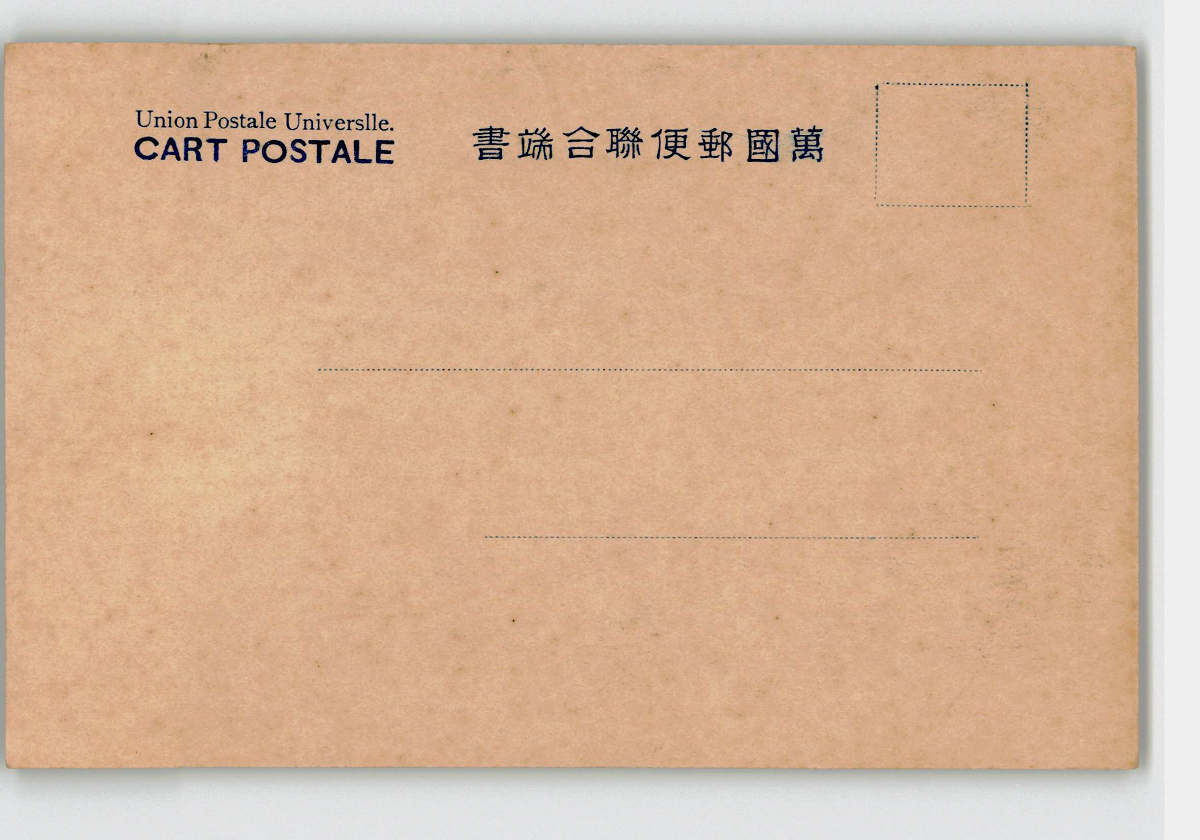 Union Postale Universlle.
CART POSTALE
萬國郵便聯合端書